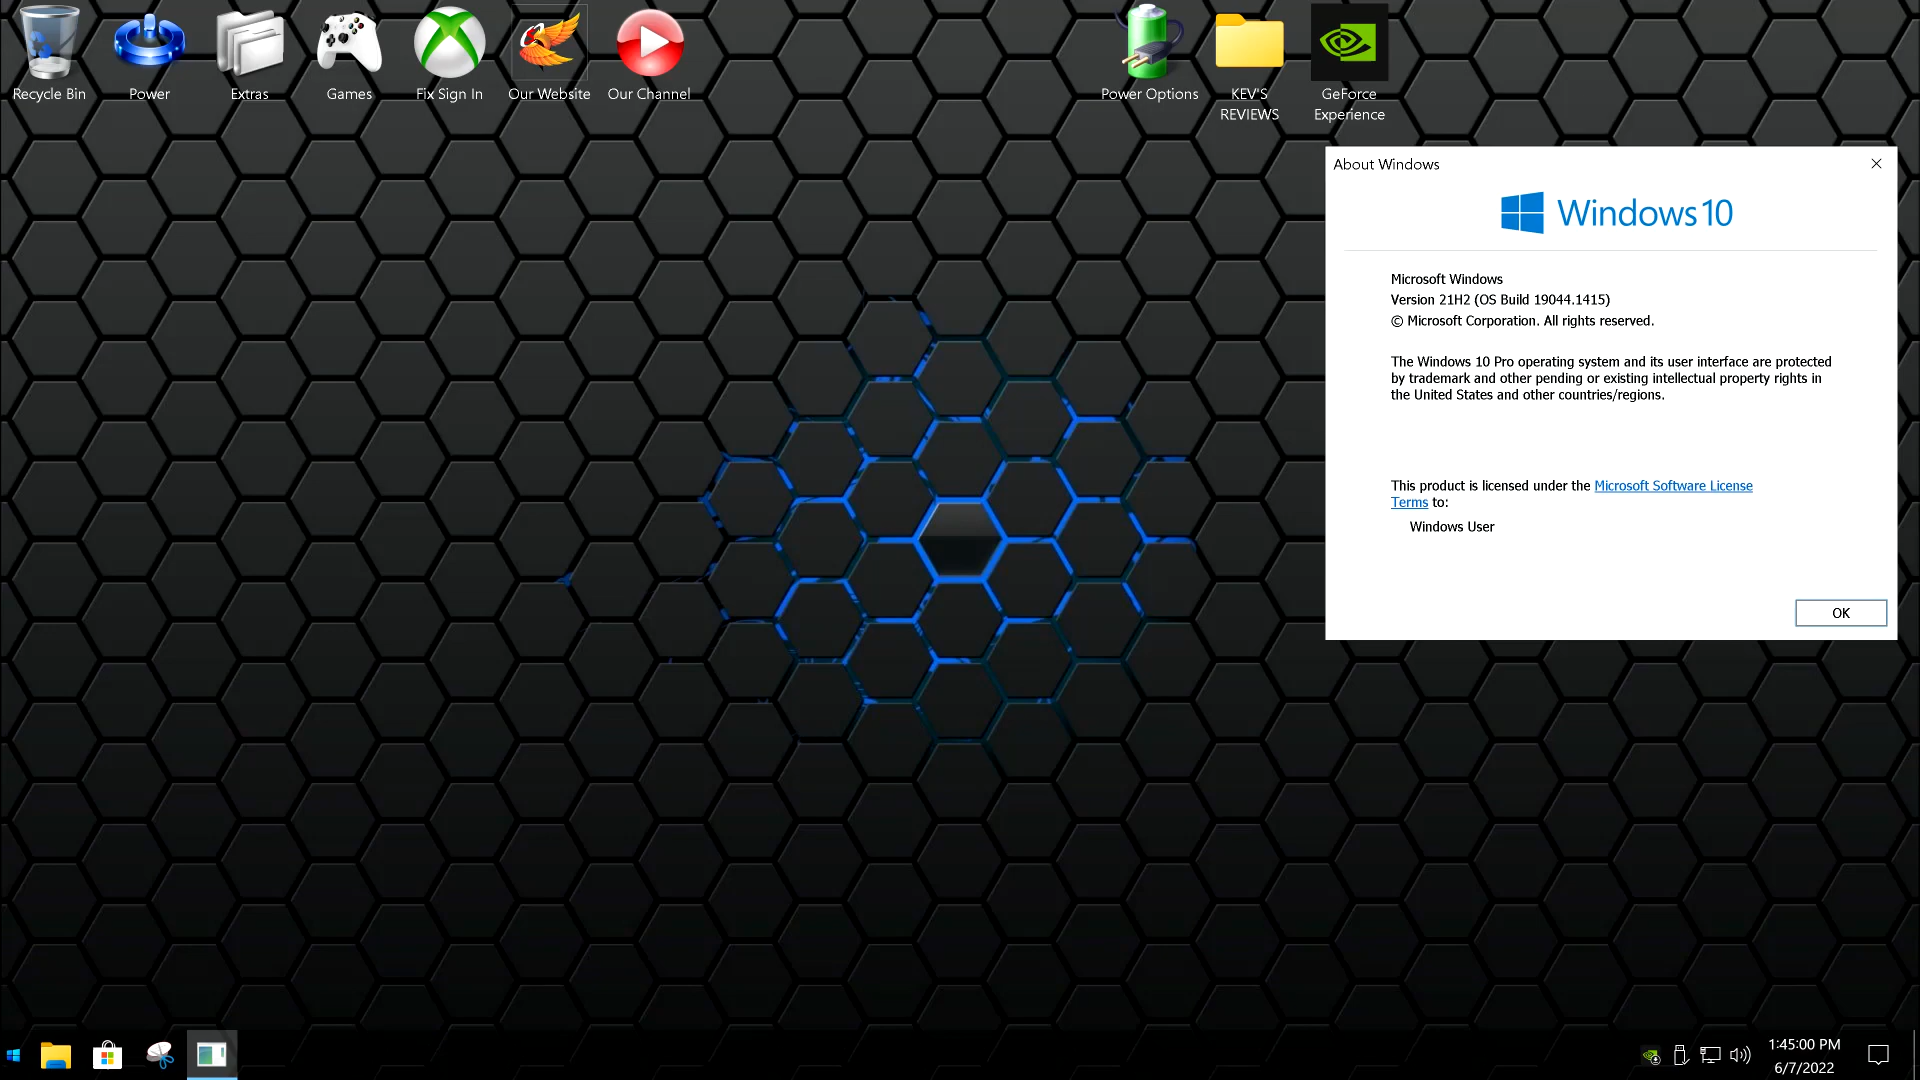 Recycle Bin
Power
Extras
Games
Fix Sign In
Our Website
Our Channel
Power Options
KEV'S
REVIEWS
GeForce
Experience
About Windows
Windows 10
Microsoft Windows
Version 21H2 (OS Build 19044.1415)
© Microsoft Corporation. All rights reserved.
The Windows 10 Pro operating system and its user interface are protected
by trademark and other pending or existing intellectual property rights in
the United States and other countries/regions.
This product is licensed under the Microsoft Software License
Terms to:
Windows User
OK
1:45:00 PM
6/7/2022